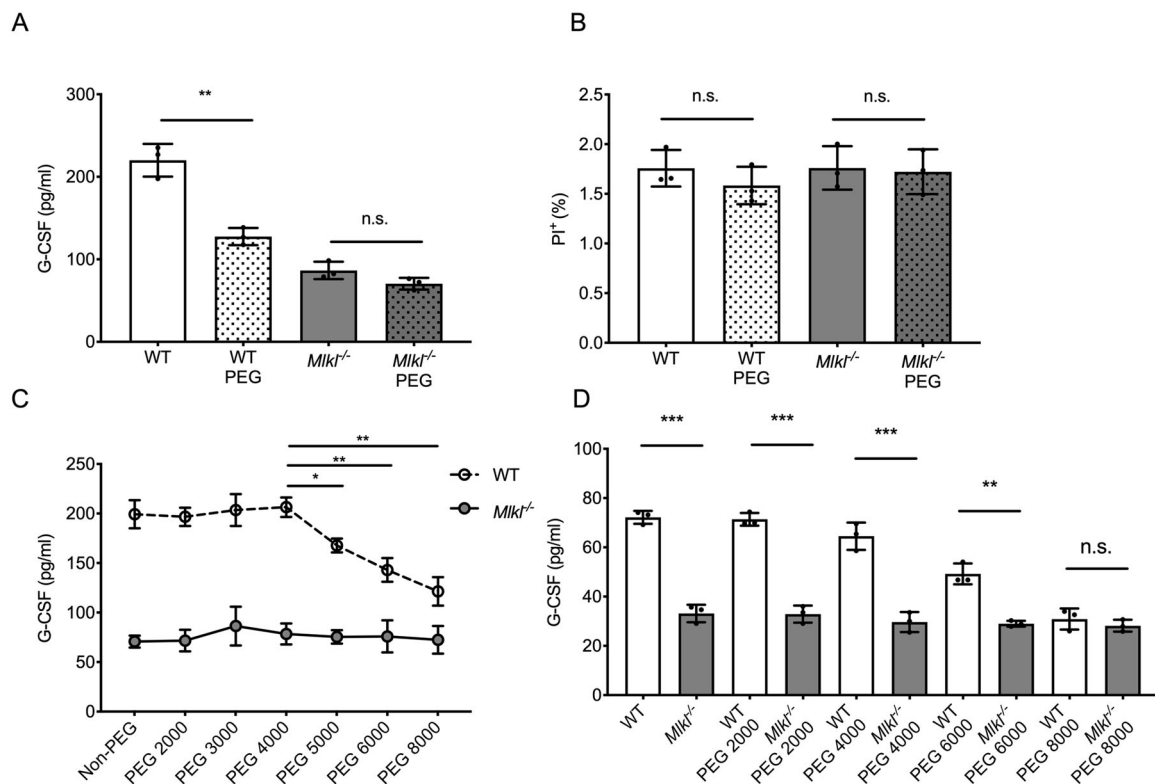 A
B
G-CSF (pg/ml)
300
200
100
0
**
n.s.
WT
WT
PEG
Mlkl-/-
Mlkl-/-
PEG
PI+ (%)
2.5
2.0
1.5
1.0
0.5
0.0
n.s.
n.s.
WT
WT
PEG
Mlkl-/-
Mlkl-/-
PEG
C
D
G-CSF (pg/ml)
250
200
150
100
50
0
**
**
*
WT
Mlkl-/-
Non-PEG
PEG 2000
PEG 3000
PEG 4000
PEG 5000
PEG 6000
PEG 8000
G-CSF (pg/ml)
100
80
60
40
20
0
***
***
***
**
n.s.
WT
Mlkl-/-
WT
PEG 2000
Mlkl-/-
PEG 2000
WT
PEG 4000
Mlkl-/-
PEG 4000
WT
PEG 6000
Mlkl-/-
PEG 6000
WT
PEG 8000
Mlkl-/-
PEG 8000